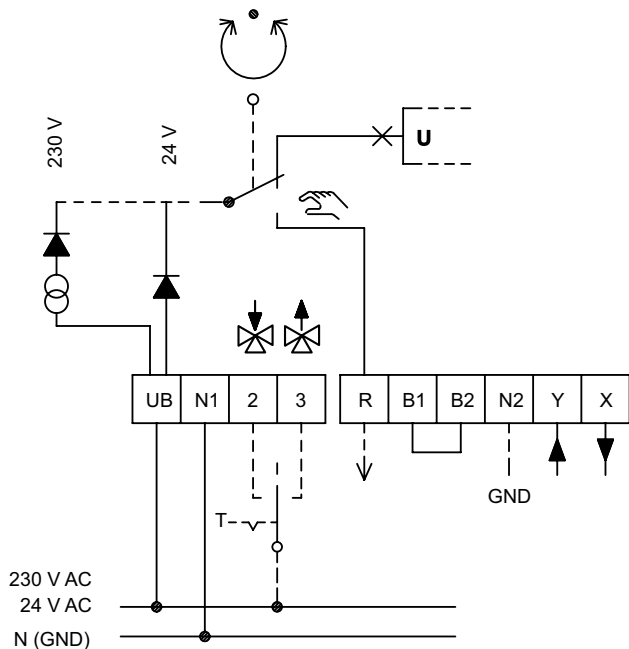 230 V
24 V
U
UB N1 2 3 R B1 B2 N2 Y X
GND
T
230 V AC
24 V AC
N (GND)